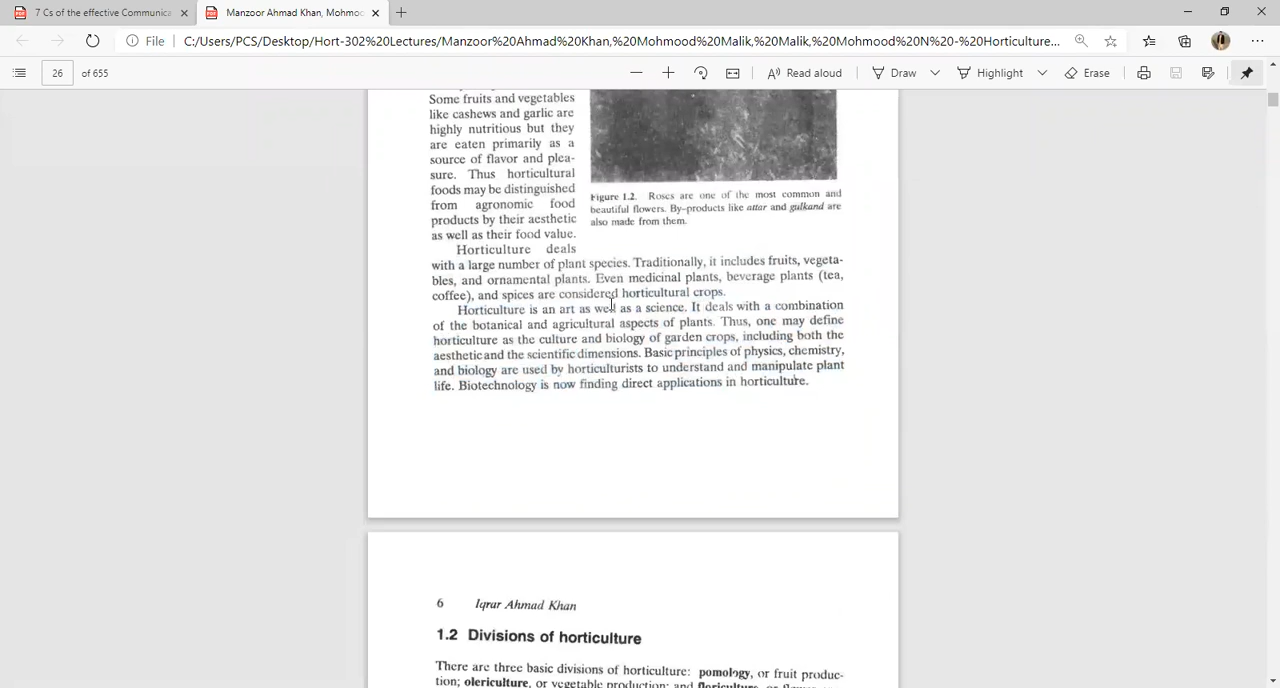 7 Cs of the effective Communica
Manzoor Ahmad Khan, Mohmoo
File
C:/Users/PCS/Desktop/Hort-302%20Lectures/Manzoor%20Ahmad%20Khan,%20Mohmood%20Malik,%20Malik,%20Mohmood%20N%20-%20Horticulture...
26 of 655
Read aloud
Draw
Highlight
Erase
Some fruits and vegetables
like cashews and garlic are
highly nutritious but they
are eaten primarily as a
source of flavor and plea-
sure. Thus horticultural
foods may be distinguished
from agronomic food
products by their aesthetic
as well as their food value.
Figure 1.2. Roses are one of the most common and
beautiful flowers. By-products like attar and gulkand are
also made from them.
Horticulture deals
with a large number of plant species. Traditionally, it includes fruits, vegeta-
bles, and ornamental plants. Even medicinal plants, beverage plants (tea,
coffee), and spices are considered horticultural crops.
Horticulture is an art as well as a science. It deals with a combination
of the botanical and agricultural aspects of plants. Thus, one may define
horticulture as the culture and biology of garden crops, including both the
aesthetic and the scientific dimensions. Basic principles of physics, chemistry,
and biology are used by horticulturists to understand and manipulate plant
life. Biotechnology is now finding direct applications in horticulture.
6 Iqrar Ahmad Khan
1.2 Divisions of horticulture
There are three basic divisions of horticulture: pomology, or fruit produc-
tion; olericulture, or vegetable production; and floriculture, or